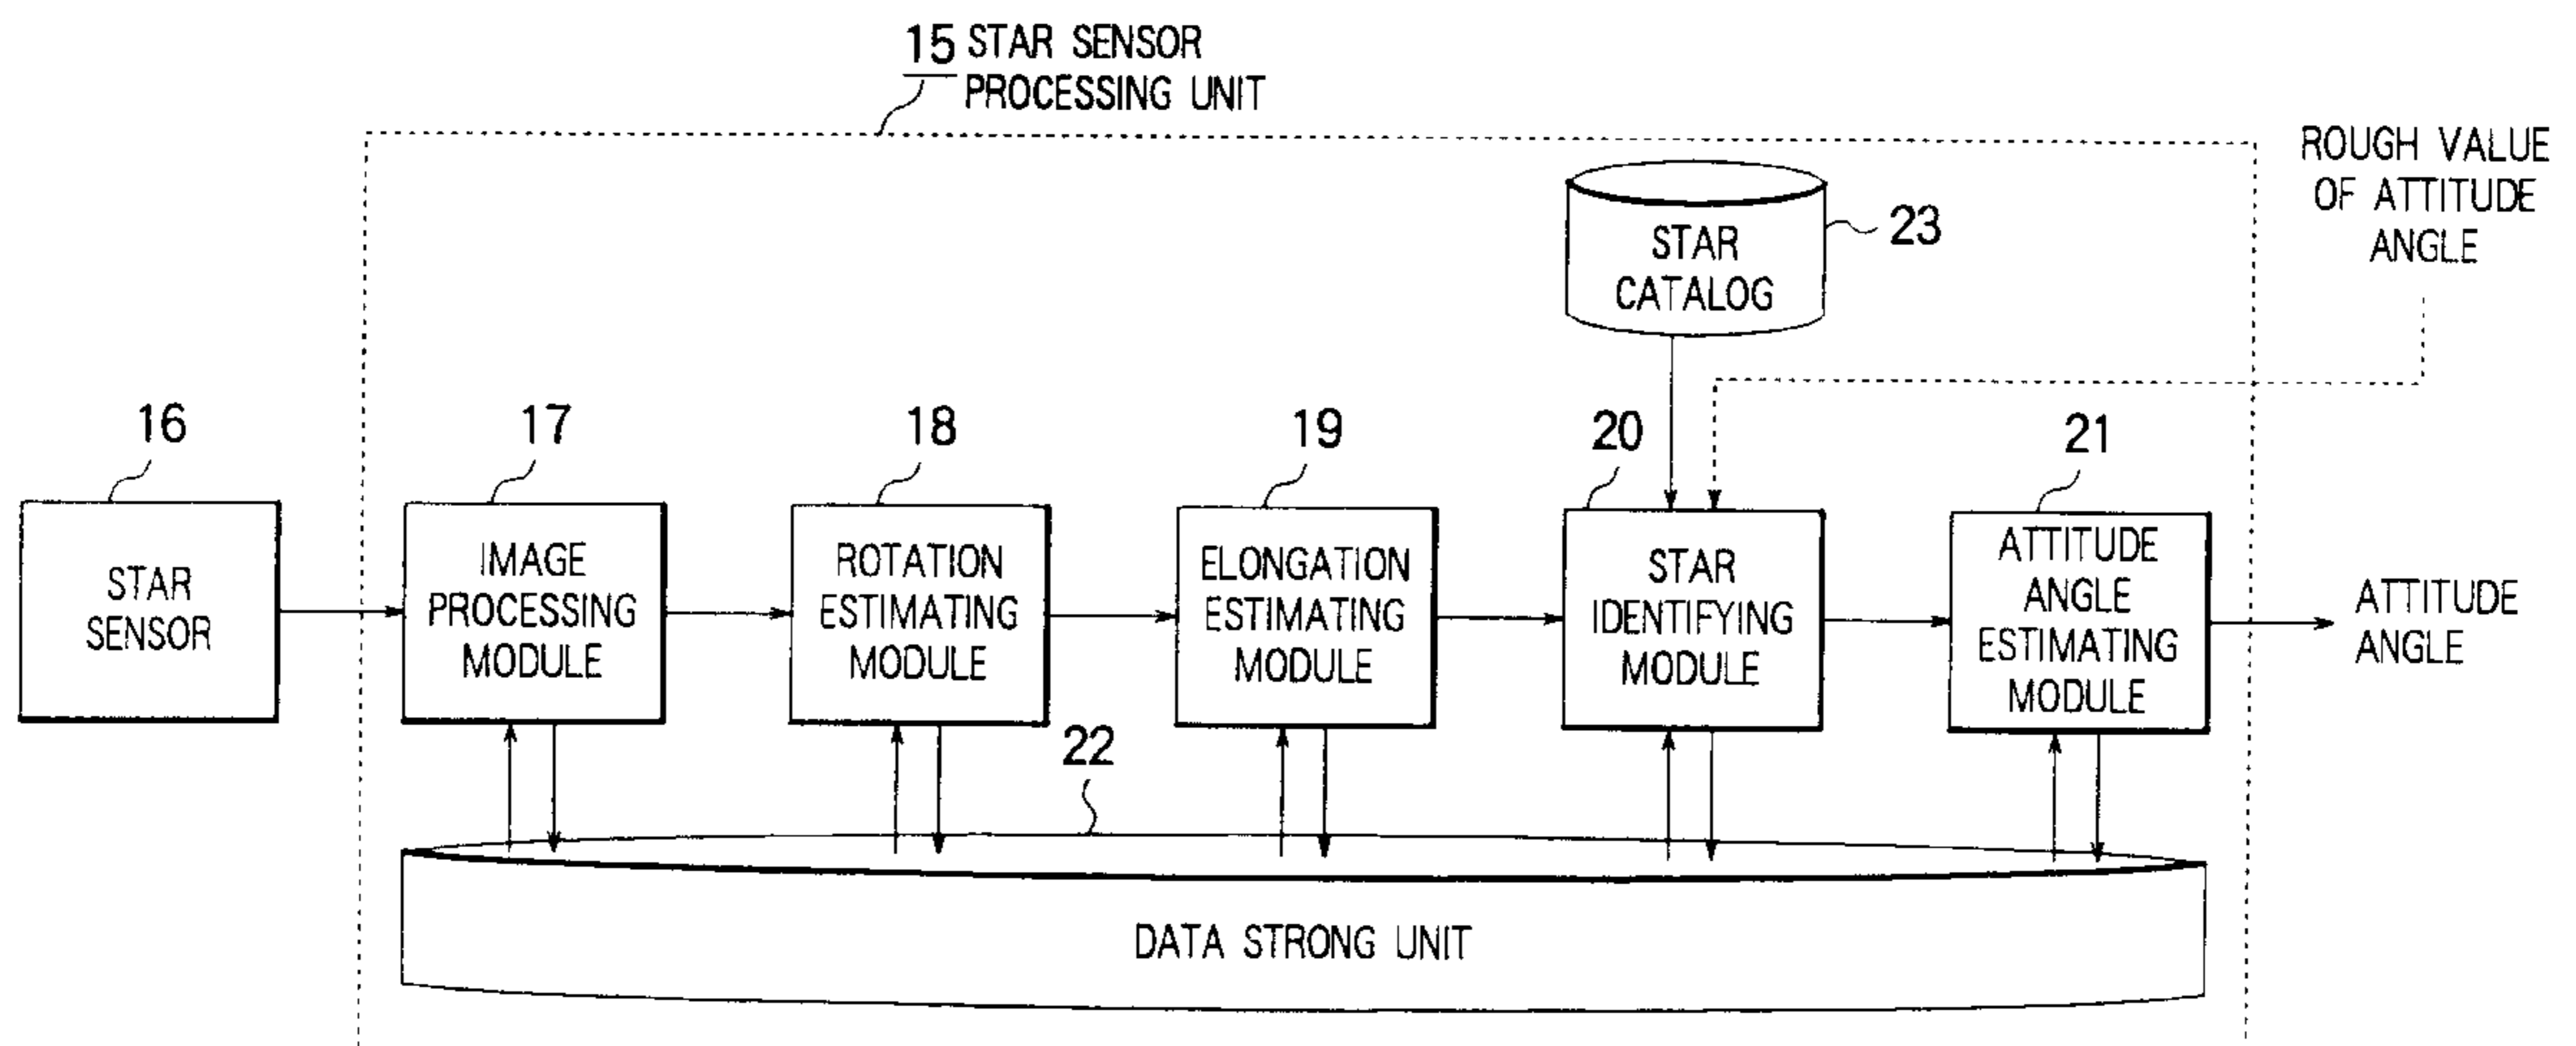 15 STAR SENSOR
PROCESSING UNIT
ROUGH VALUE
OF ATTITUDE
ANGLE
STAR
CATALOG
23
16
17
18
19
20
21
STAR
SENSOR
IMAGE
PROCESSING
MODULE
ROTATION
ESTIMATING
MODULE
ELONGATION
ESTIMATING
MODULE
STAR
IDENTIFYING
MODULE
ATTITUDE
ANGLE
ESTIMATING
MODULE
ATTITUDE
ANGLE
22
DATA STRONG UNIT